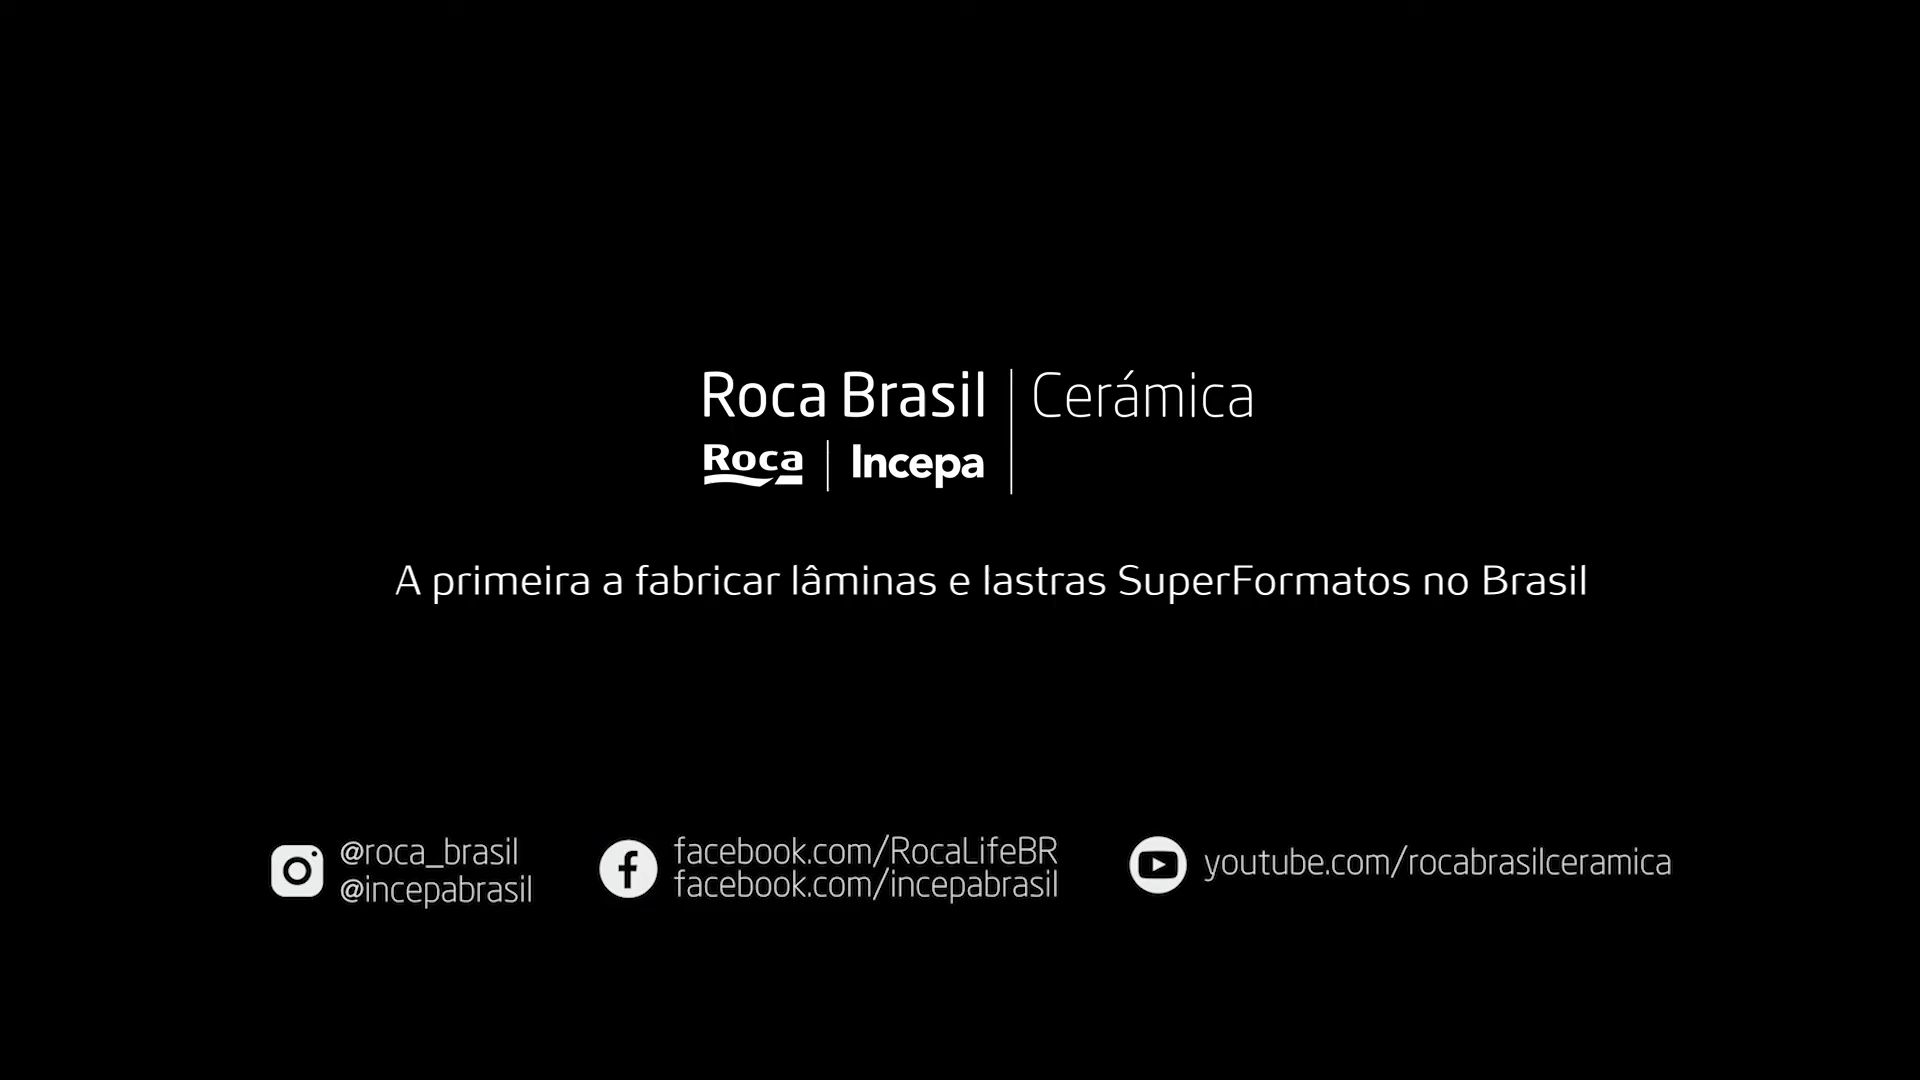 Roca Brasil | Cerámica
Roca | Incepa
A primeira a fabricar lâminas e lastras SuperFormatos no Brasil
@roca_brasil
@incepabrasil
facebook.com/RocaLifeBR
facebook.com/incepabrasil
youtube.com/rocabrasilceramica